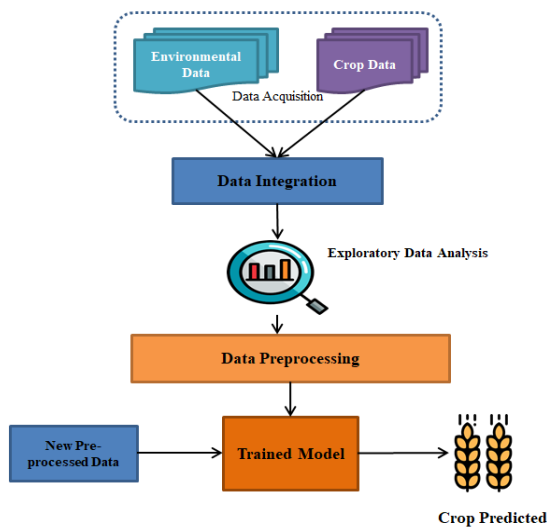 Environmental
Data
Crop Data
Data Acquisition
Data Integration
Exploratory Data Analysis
Data Preprocessing
New Pre-
processed Data
Trained Model
Crop Predicted